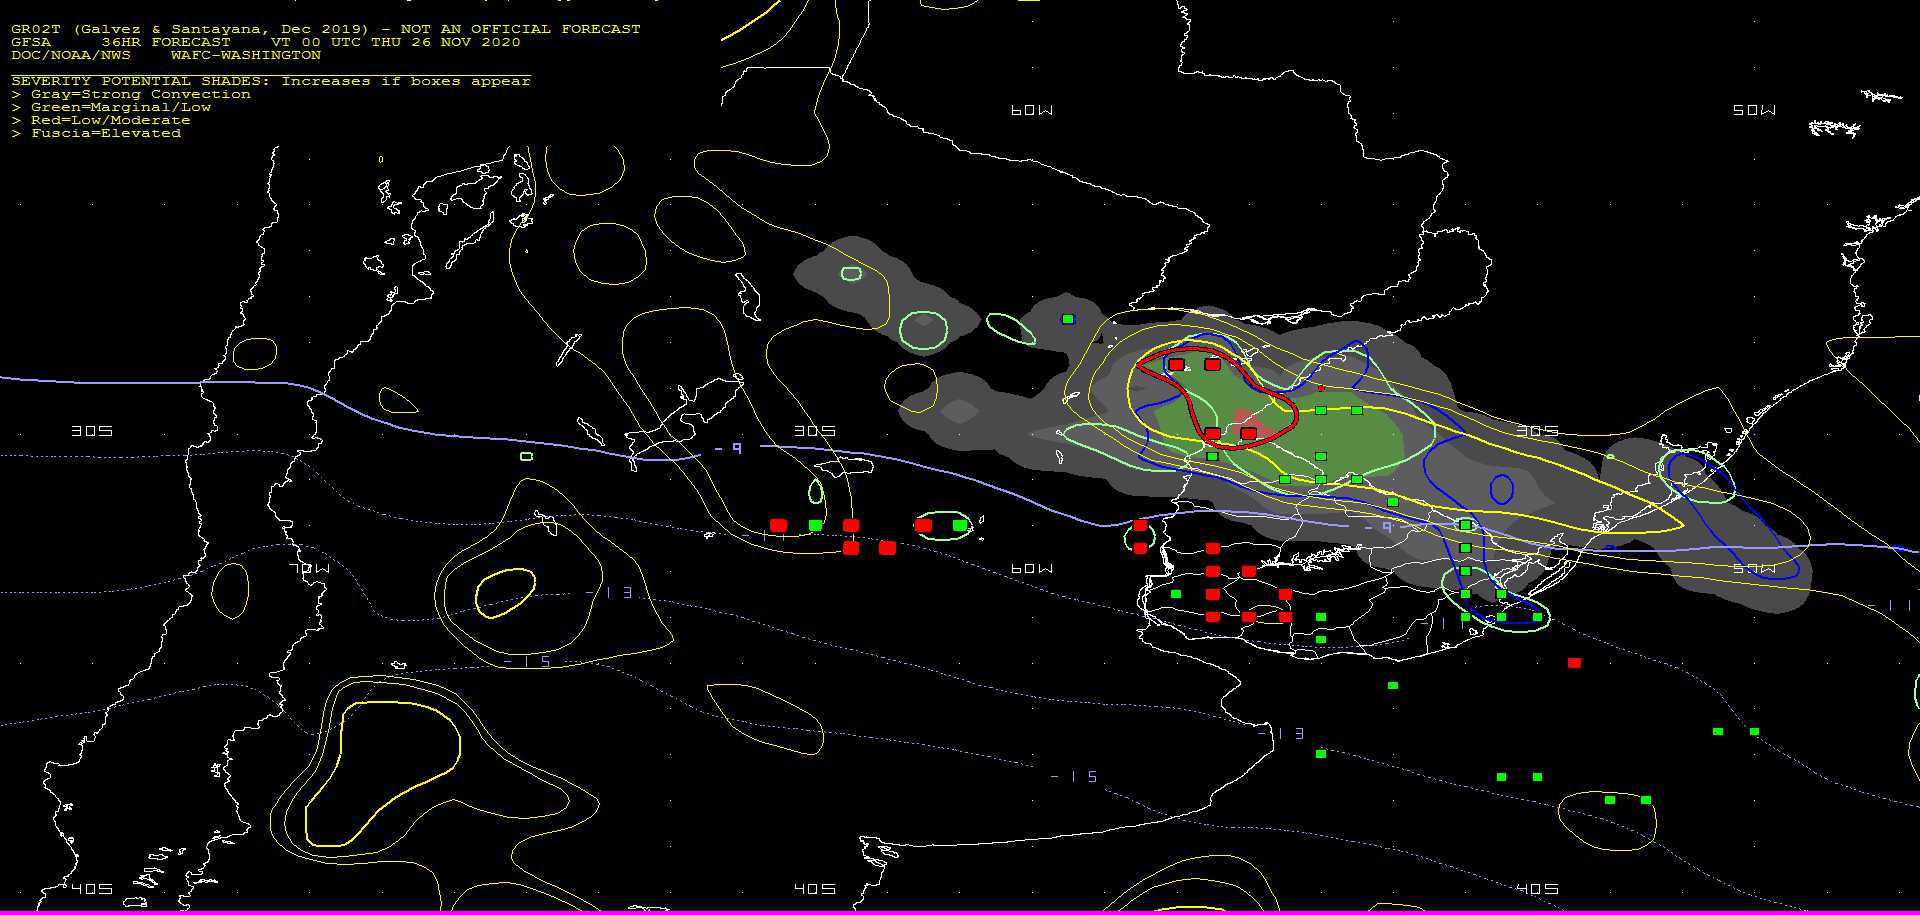 GR02T (Galvez & Santayana, Dec 2019) - NOT AN OFFICIAL FORECAST
GFSA 36HR FORECAST VT 00 UTC THU 26 NOV 2020
DOC/NOAA/NWS WAFC-WASHINGTON
SEVERITY POTENTIAL SHADES: Increases if boxes appear
> Gray=Strong Convection
> Green=Marginal/Low
> Red=Low/Moderate
> Fuscia=Elevated
60W
50W
30S
30S
30S
-9
-9
-11
70W
60W
50W
-13
-11
-11
-15
-13
-15
40S
40S
40S